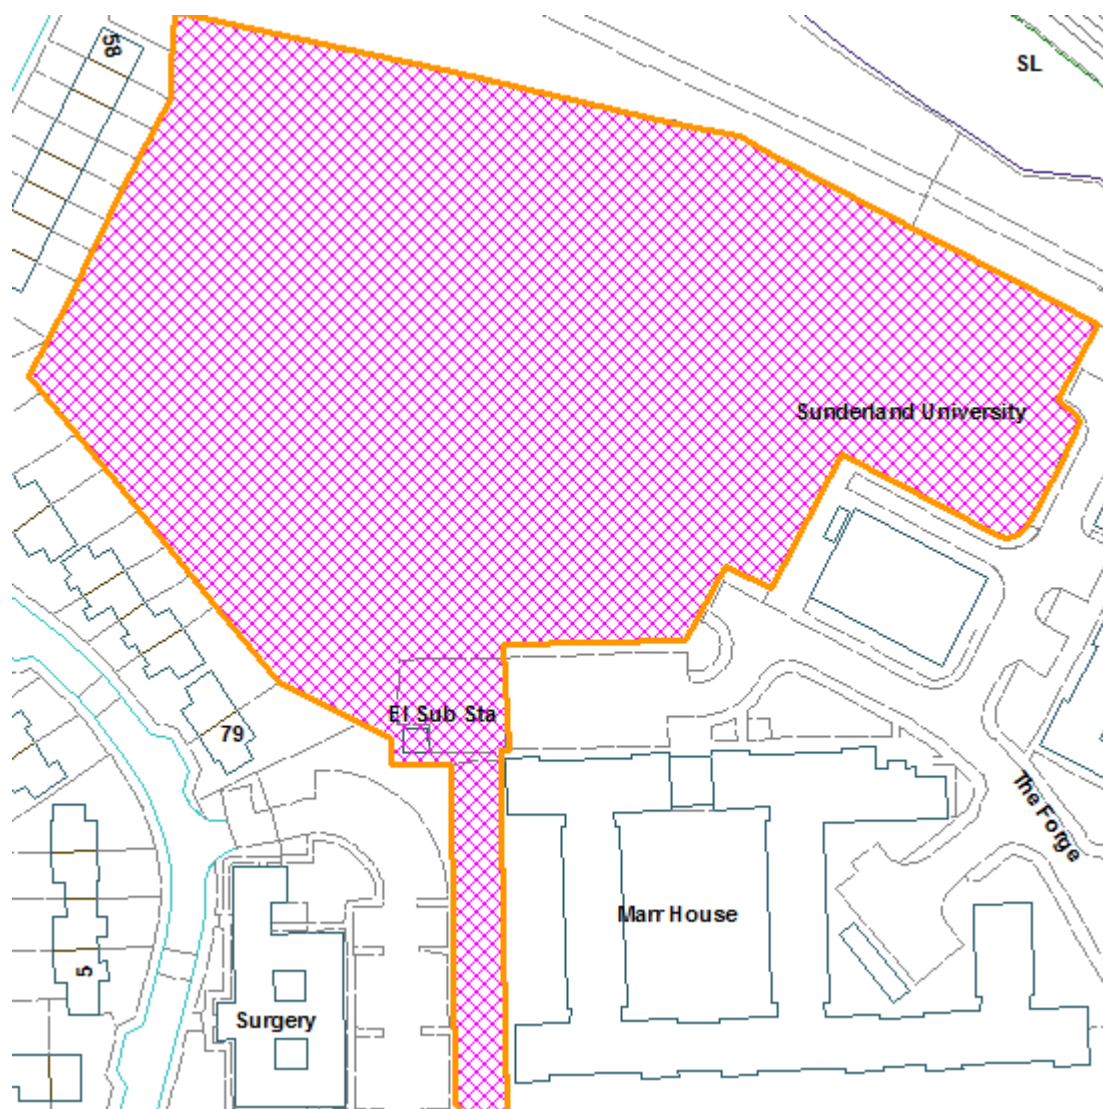 58
SL
Sunderland University
El Sub Sta
79
The Forge
Marr House
5
Surgery